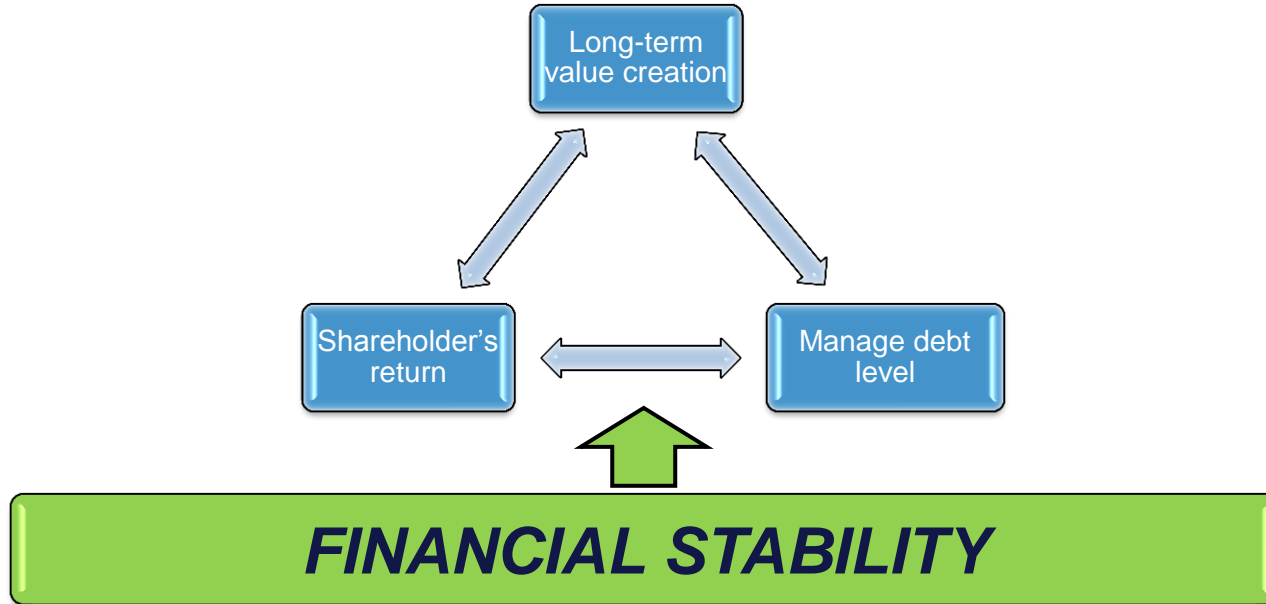 Long-term
value creation
Shareholder’s
return
Manage debt
level
FINANCIAL STABILITY